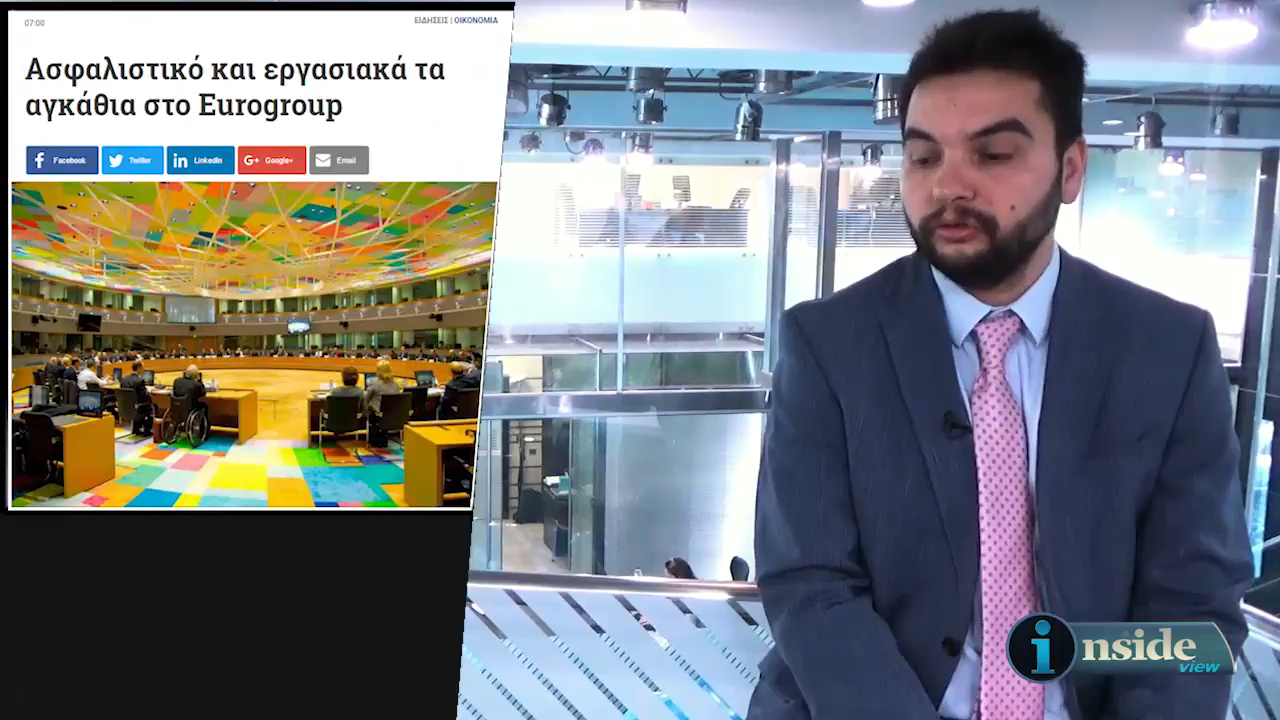 07:00
ΕΙΔΗΣΕΙΣ | ΟΙΚΟΝΟΜΙΑ
Ασφαλιστικό και εργασιακά τα
αγκάθια στο Eurogroup
Facebook
Twitter
LinkedIn
Google+
Email
inside
view